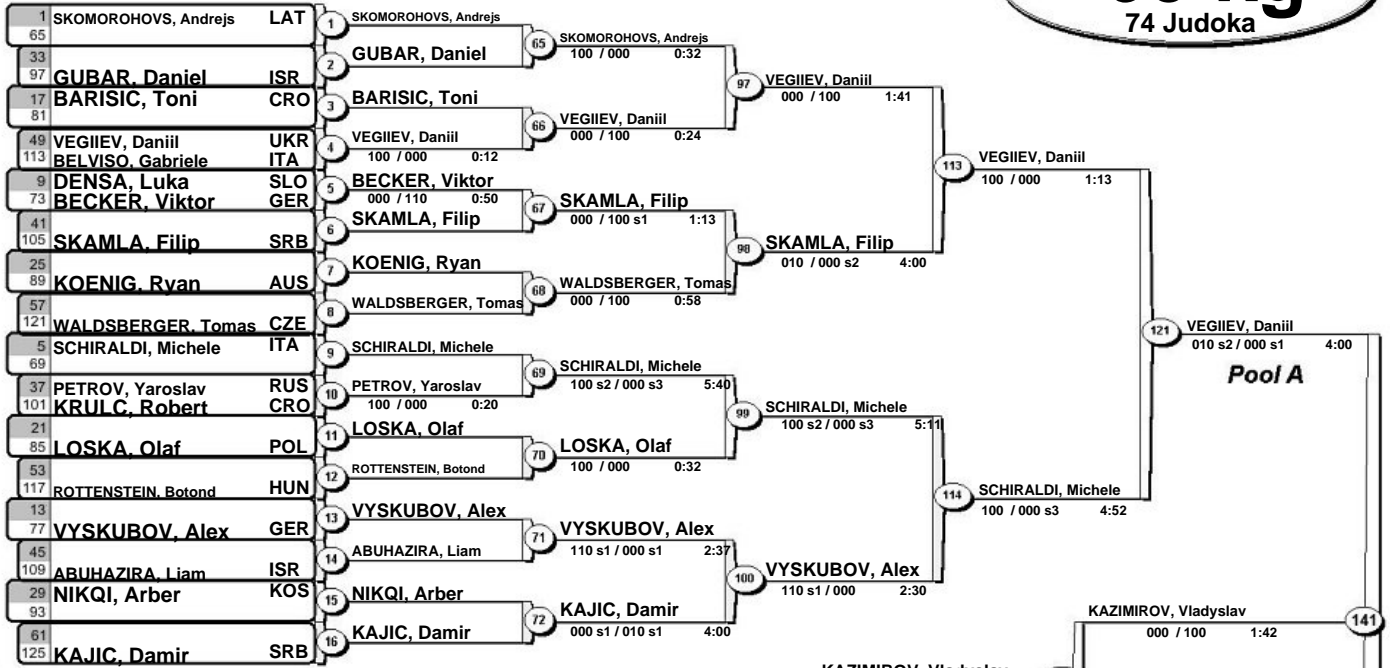 74 Judoka
1 SKOMOROHOVS, Andrejs LAT
65
33
97 GUBAR, Daniel ISR
17 BARISIC, Toni CRO
81
49 VEGIIEV, Daniil UKR
113 BELVISO, Gabriele ITA
9 DENSA, Luka SLO
73 BECKER, Viktor GER
41
105 SKAMLA, Filip SRB
25
89 KOENIG, Ryan AUS
57
121 WALDSBERGER, Tomas CZE
5 SCHIRALDI, Michele ITA
69
37 PETROV, Yaroslav RUS
101 KRULC, Robert CRO
21
85 LOSKA, Olaf POL
53
117 ROTTENSTEIN, Botond HUN
13
77 VYSKUBOV, Alex GER
45
109 ABUHAZIRA, Liam ISR
29 NIKQI, Arber KOS
93
61
125 KAJIC, Damir SRB
1 SKOMOROHOVS, Andrejs
2 GUBAR, Daniel
3 BARISIC, Toni
4 VEGIIEV, Daniil
100 / 000 0:12
5 BECKER, Viktor
000 / 110 0:50
6 SKAMLA, Filip
7 KOENIG, Ryan
8 WALDSBERGER, Tomas
9 SCHIRALDI, Michele
10 PETROV, Yaroslav
100 / 000 0:20
11 LOSKA, Olaf
12 ROTTENSTEIN, Botond
13 VYSKUBOV, Alex
14 ABUHAZIRA, Liam
15 NIKQI, Arber
16 KAJIC, Damir
65 SKOMOROHOVS, Andrejs
100 / 000 0:32
66 VEGIIEV, Daniil
000 / 100 0:24
67 SKAMLA, Filip
000 / 100 s1 1:13
68 WALDSBERGER, Tomas
000 / 100 0:58
69 SCHIRALDI, Michele
100 s2 / 000 s3 5:40
70 LOSKA, Olaf
100 / 000 0:32
71 VYSKUBOV, Alex
110 s1 / 000 s1 2:37
72 KAJIC, Damir
000 s1 / 010 s1 4:00
97 VEGIIEV, Daniil
000 / 100 1:41
98 SKAMLA, Filip
010 / 000 s2 4:00
99 SCHIRALDI, Michele
100 s2 / 000 s3 5:11
100 VYSKUBOV, Alex
110 s1 / 000 2:30
113 VEGIIEV, Daniil
100 / 000 1:13
114 SCHIRALDI, Michele
100 / 000 s3 4:52
121 VEGIIEV, Daniil
010 s2 / 000 s1 4:00
Pool A
KAZIMIROV, Vladyslav 141
000 / 100 1:42
KAZIMIROV, Vladyslav